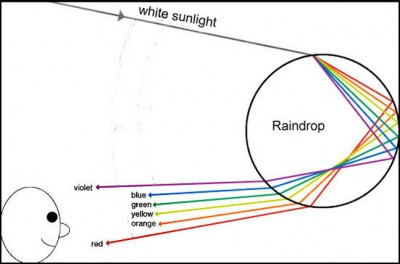 white sunlight
Raindrop
violet
blue
green
yellow
orange
red